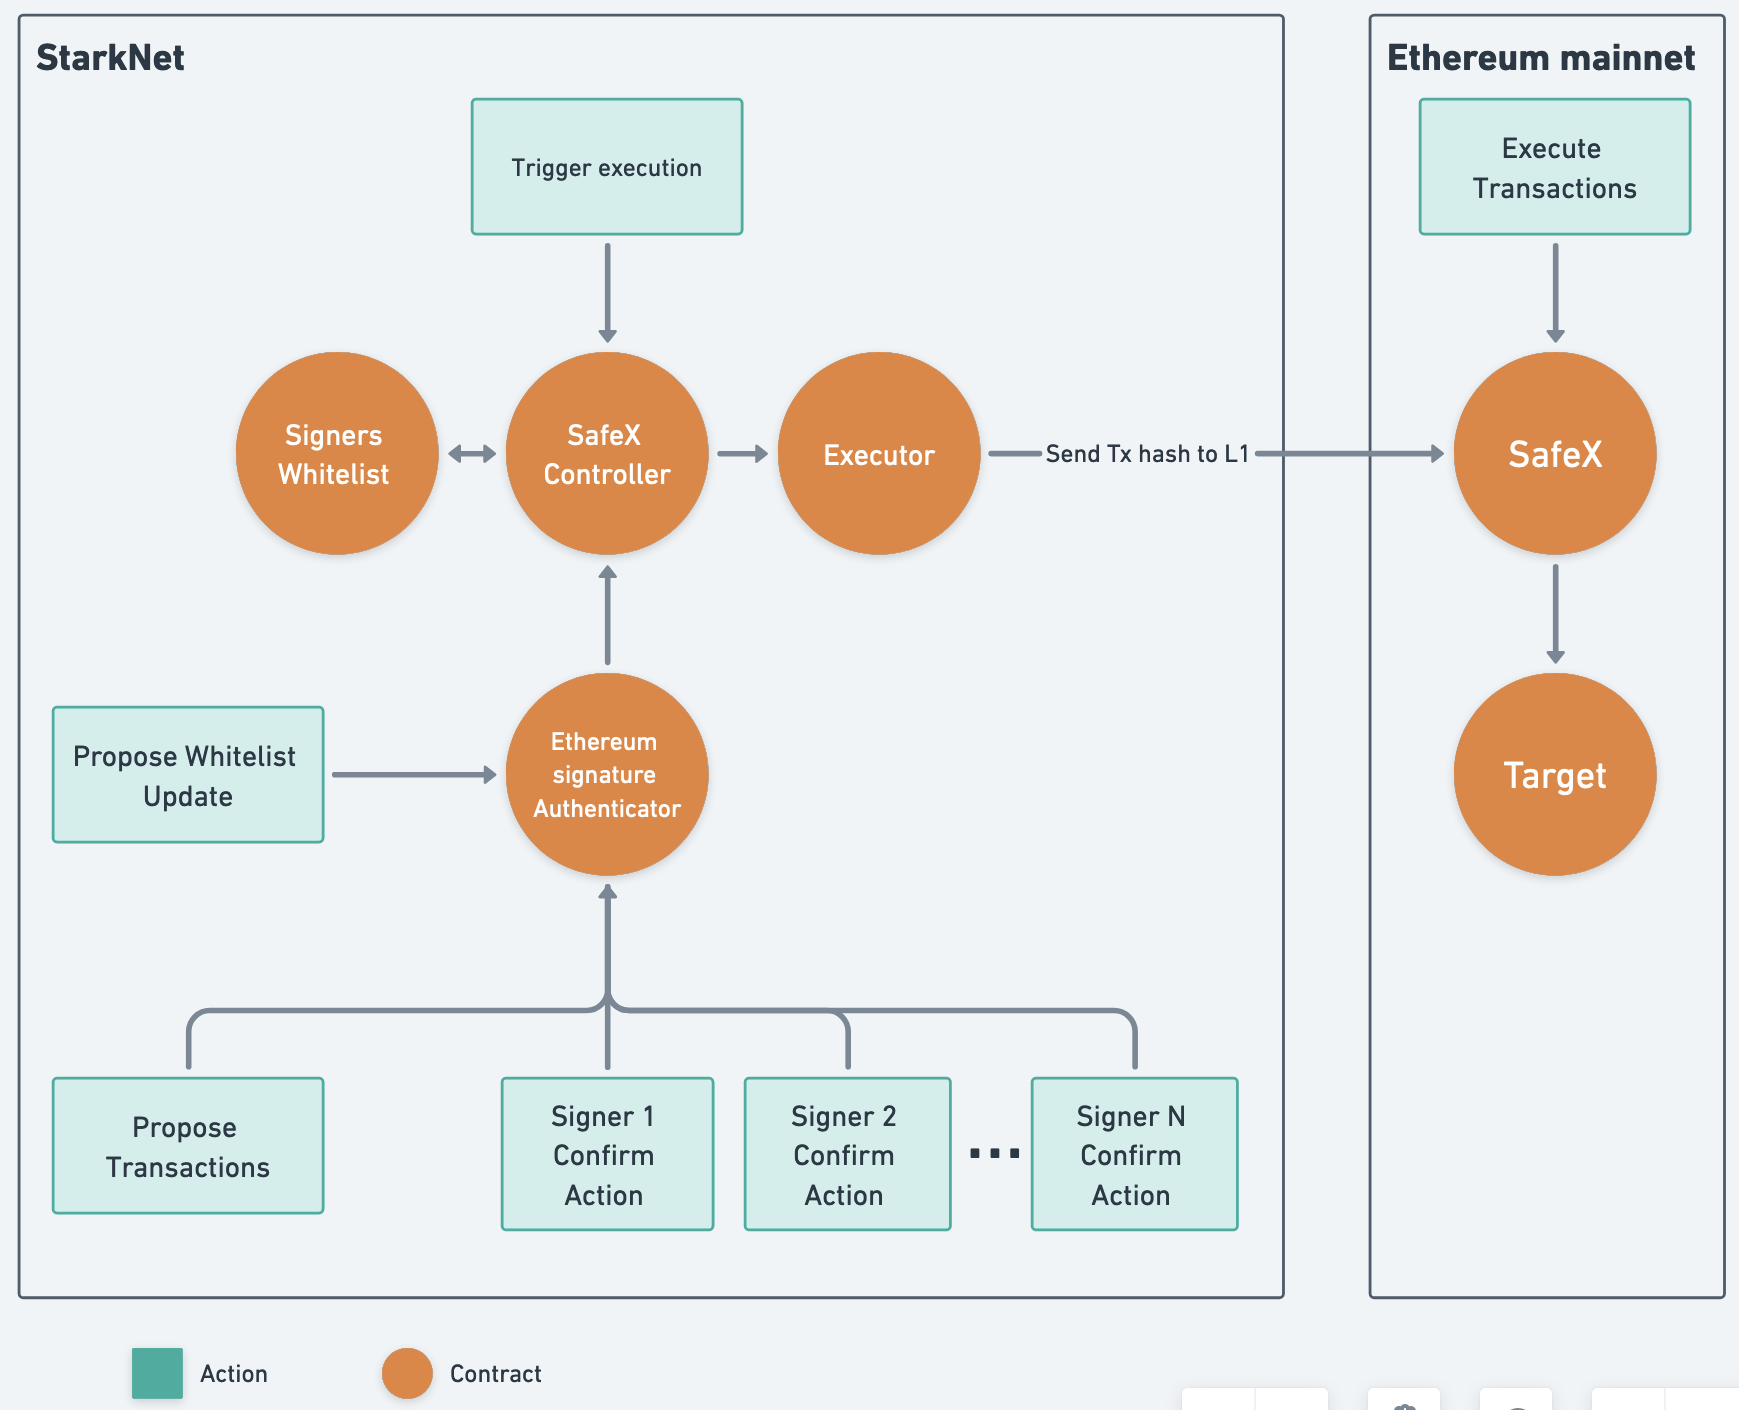 StarkNet
Ethereum mainnet
Trigger execution
Execute
Transactions
Signers
Whitelist
SafeX
Controller
Executor
Send Tx hash to L1
SafeX
Ethereum
signature
Authenticator
Propose Whitelist
Update
Target
Propose
Transactions
Signer 1
Confirm
Action
Signer 2
Confirm
Action
...
Signer N
Confirm
Action
Action
Contract